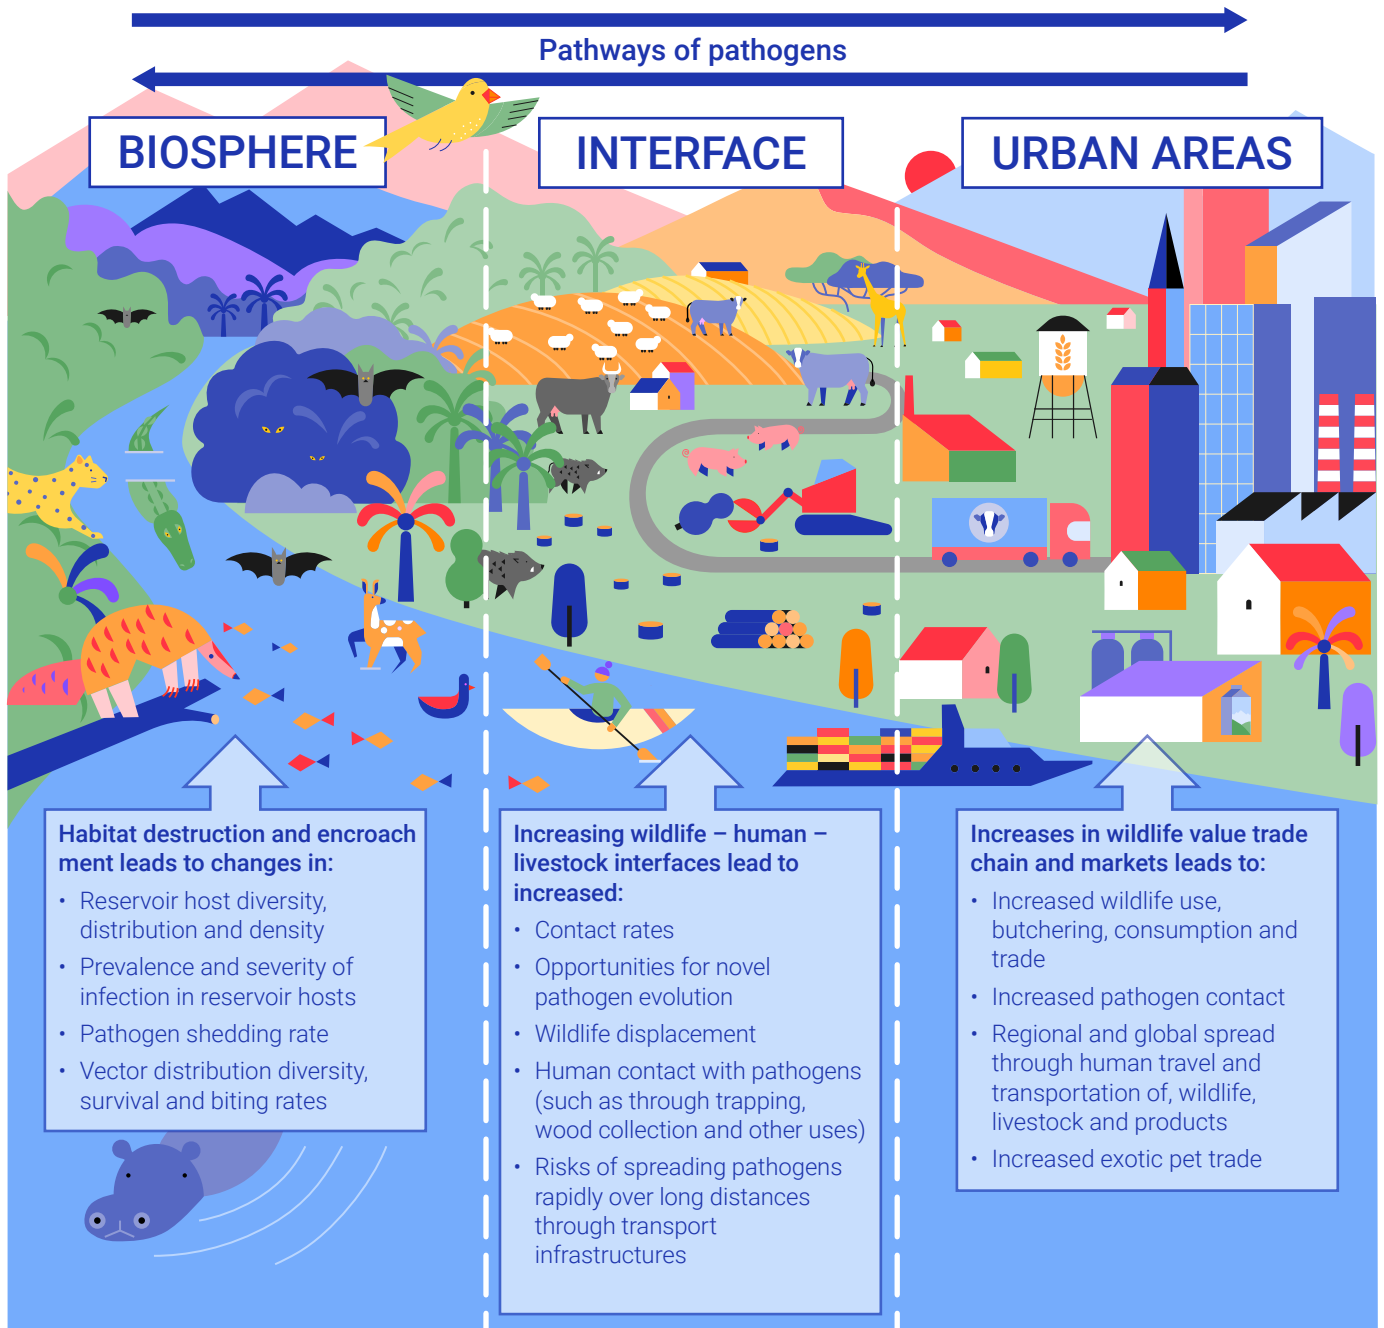 Pathways of pathogens
BIOSPHERE
INTERFACE
URBAN AREAS
Habitat destruction and encroach
ment leads to changes in:
• Reservoir host diversity,
distribution and density
• Prevalence and severity of
infection in reservoir hosts
• Pathogen shedding rate
• Vector distribution diversity,
survival and biting rates
Increasing wildlife – human –
livestock interfaces lead to
increased:
• Contact rates
• Opportunities for novel
pathogen evolution
• Wildlife displacement
• Human contact with pathogens
(such as through trapping,
wood collection and other uses)
• Risks of spreading pathogens
rapidly over long distances
through transport
infrastructures
Increases in wildlife value trade
chain and markets leads to:
• Increased wildlife use,
butchering, consumption and
trade
• Increased pathogen contact
• Regional and global spread
through human travel and
transportation of, wildlife,
livestock and products
• Increased exotic pet trade